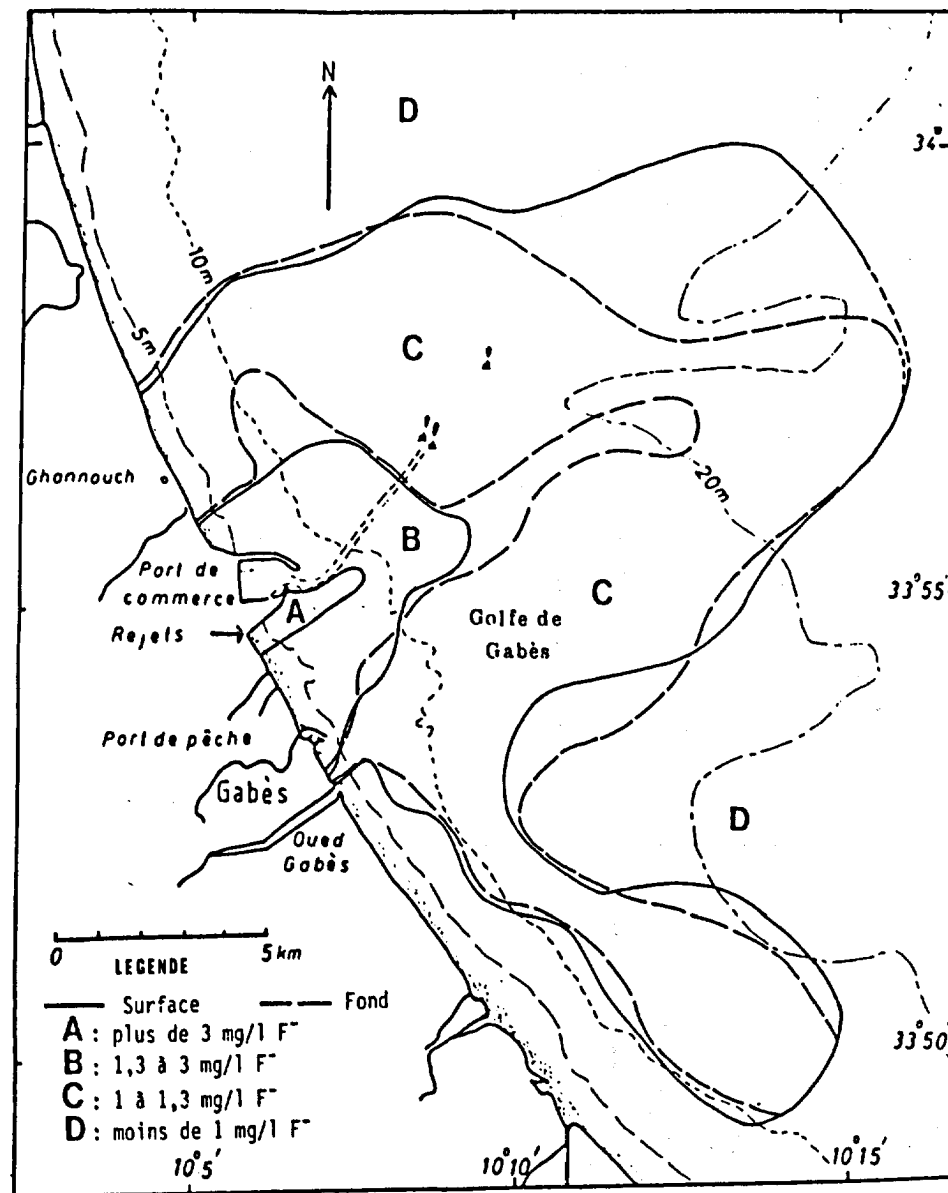 N
D
34°
10m
5m
C
Ghannouch
20m
B
Port de
commerce
A
C
33°55'
Rejets
Golfe de
Gabès
Port de pêche
Gabès
D
Oued
Gabès
0 5 km
LEGENDE
Surface Fond
A : plus de 3 mg/l F⁻
B : 1,3 à 3 mg/l F⁻
C : 1 à 1,3 mg/l F⁻
D : moins de 1 mg/l F⁻
33°50'
10°5' 10°10' 10°15'